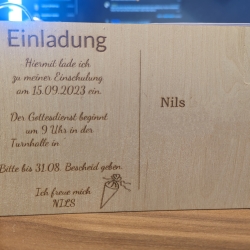 Einladung
Hiermit lade ich
zu meiner Einschulung
am 15.09.2023 ein.
Der Gottesdienst beginnt
um 9 Uhr in der
Turnhalle in
Bitte bis 31.08. Bescheid geben.
Ich freue mich
NILS
Nils